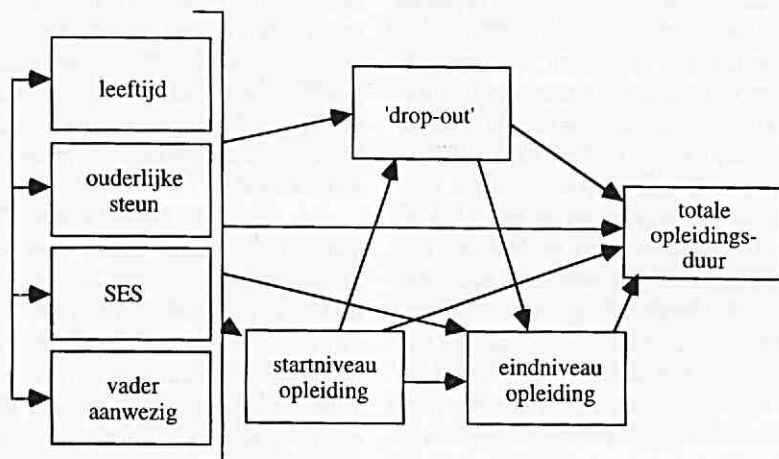 leeftijd
ouderlijke
steun
SES
vader
aanwezig
'drop-out'
startniveau
opleiding
eindniveau
opleiding
totale
opleidings-
duur